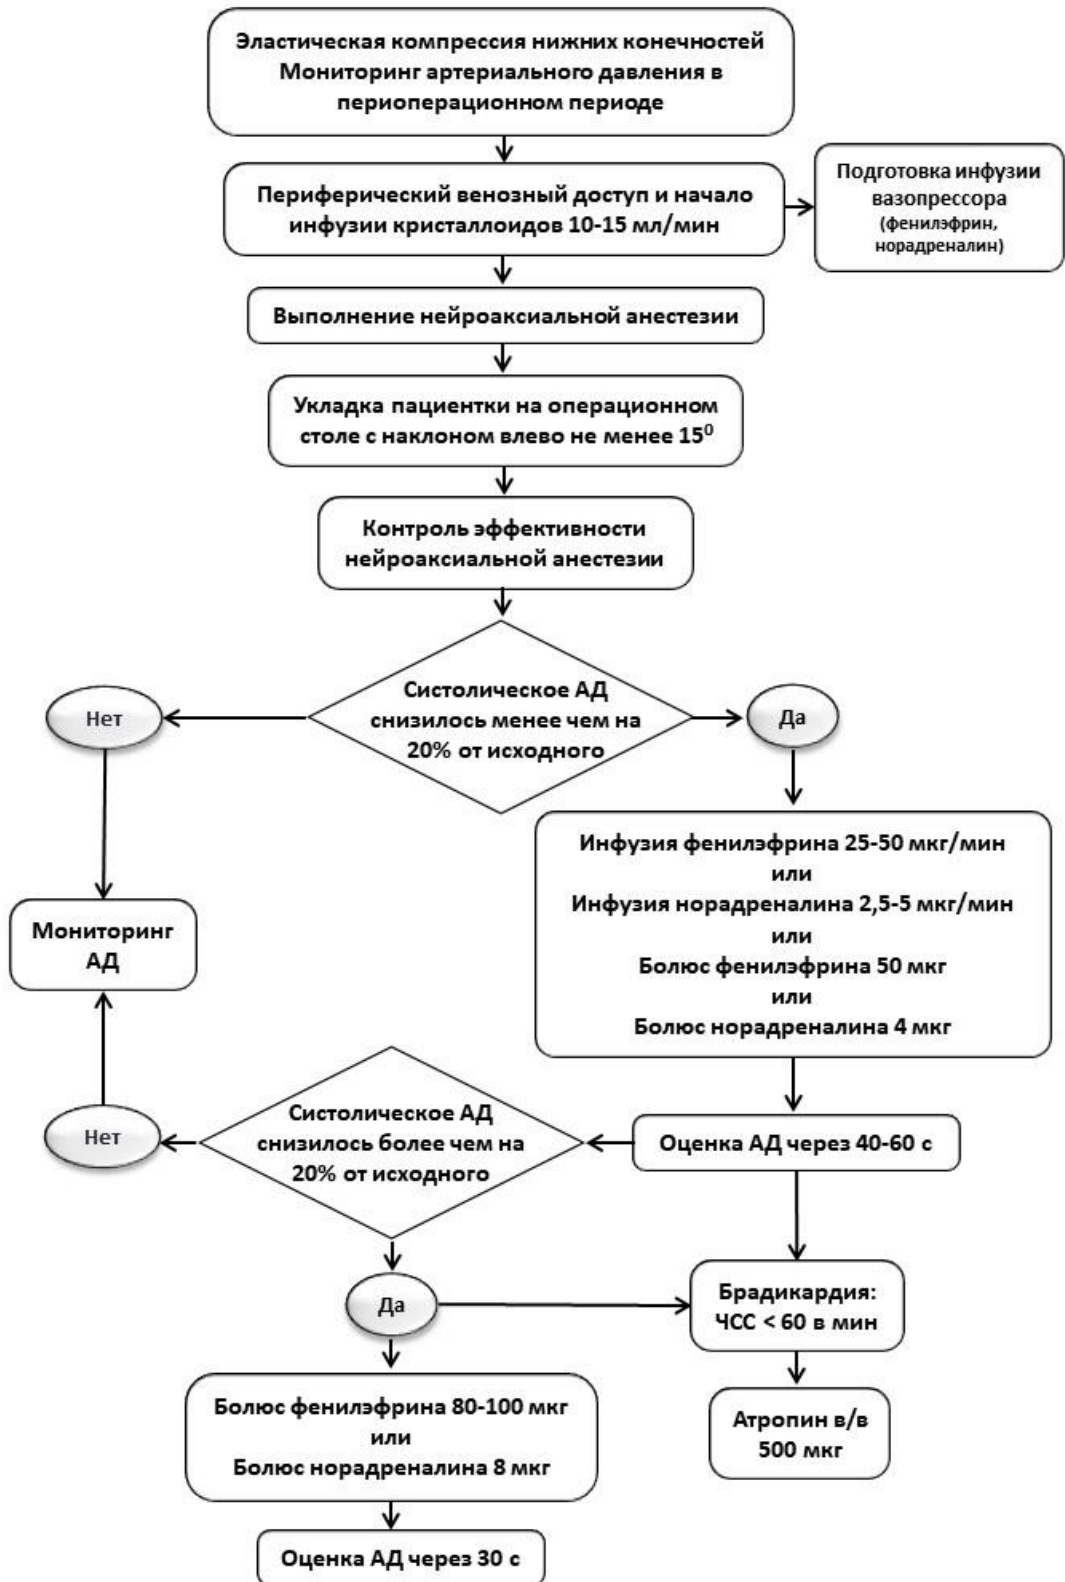 Эластическая компрессия нижних конечностей
Мониторинг артериального давления в
периоперационном периоде
Периферический венозный доступ и начало
инфузии кристаллоидов 10-15 мл/мин
Подготовка инфузии
вазопрессора
(фенилэфрин,
норадреналин)
Выполнение нейроаксиальной анестезии
Укладка пациентки на операционном
столе с наклоном влево не менее 15⁰
Контроль эффективности
нейроаксиальной анестезии
Систолическое АД
снизилось менее чем на
20% от исходного
Нет
Да
Инфузия фенилэфрина 25-50 мкг/мин
или
Инфузия норадреналина 2,5-5 мкг/мин
или
Болюс фенилэфрина 50 мкг
или
Болюс норадреналина 4 мкг
Мониторинг
АД
Систолическое АД
снизилось более чем на
20% от исходного
Нет
Оценка АД через 40-60 с
Да
Брадикардия:
ЧСС < 60 в мин
Болюс фенилэфрина 80-100 мкг
или
Болюс норадреналина 8 мкг
Атропин в/в
500 мкг
Оценка АД через 30 с